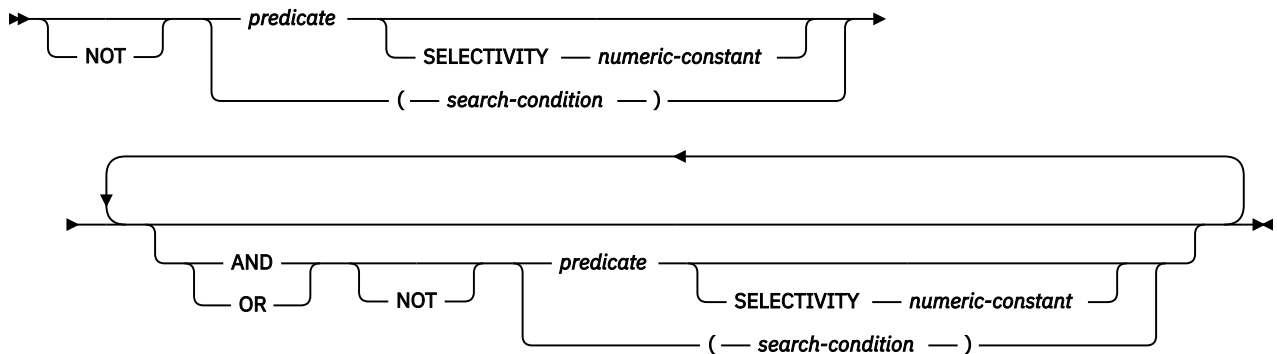 predicate
NOT
SELECTIVITY numeric-constant
( search-condition )
AND predicate
OR NOT SELECTIVITY numeric-constant
( search-condition )